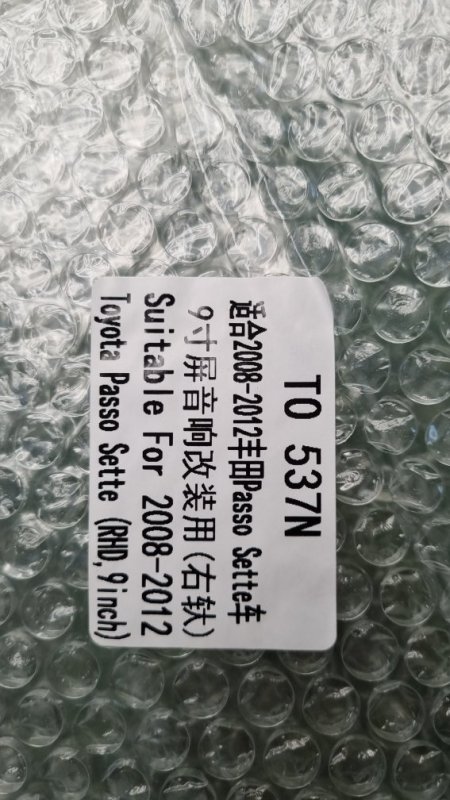 TO 537N
适合2008-2012丰田Passo Sette车
9寸屏音响改装用(右轪)
Suitable For 2008-2012
Toyota Passo Sette (RHD,9inch)